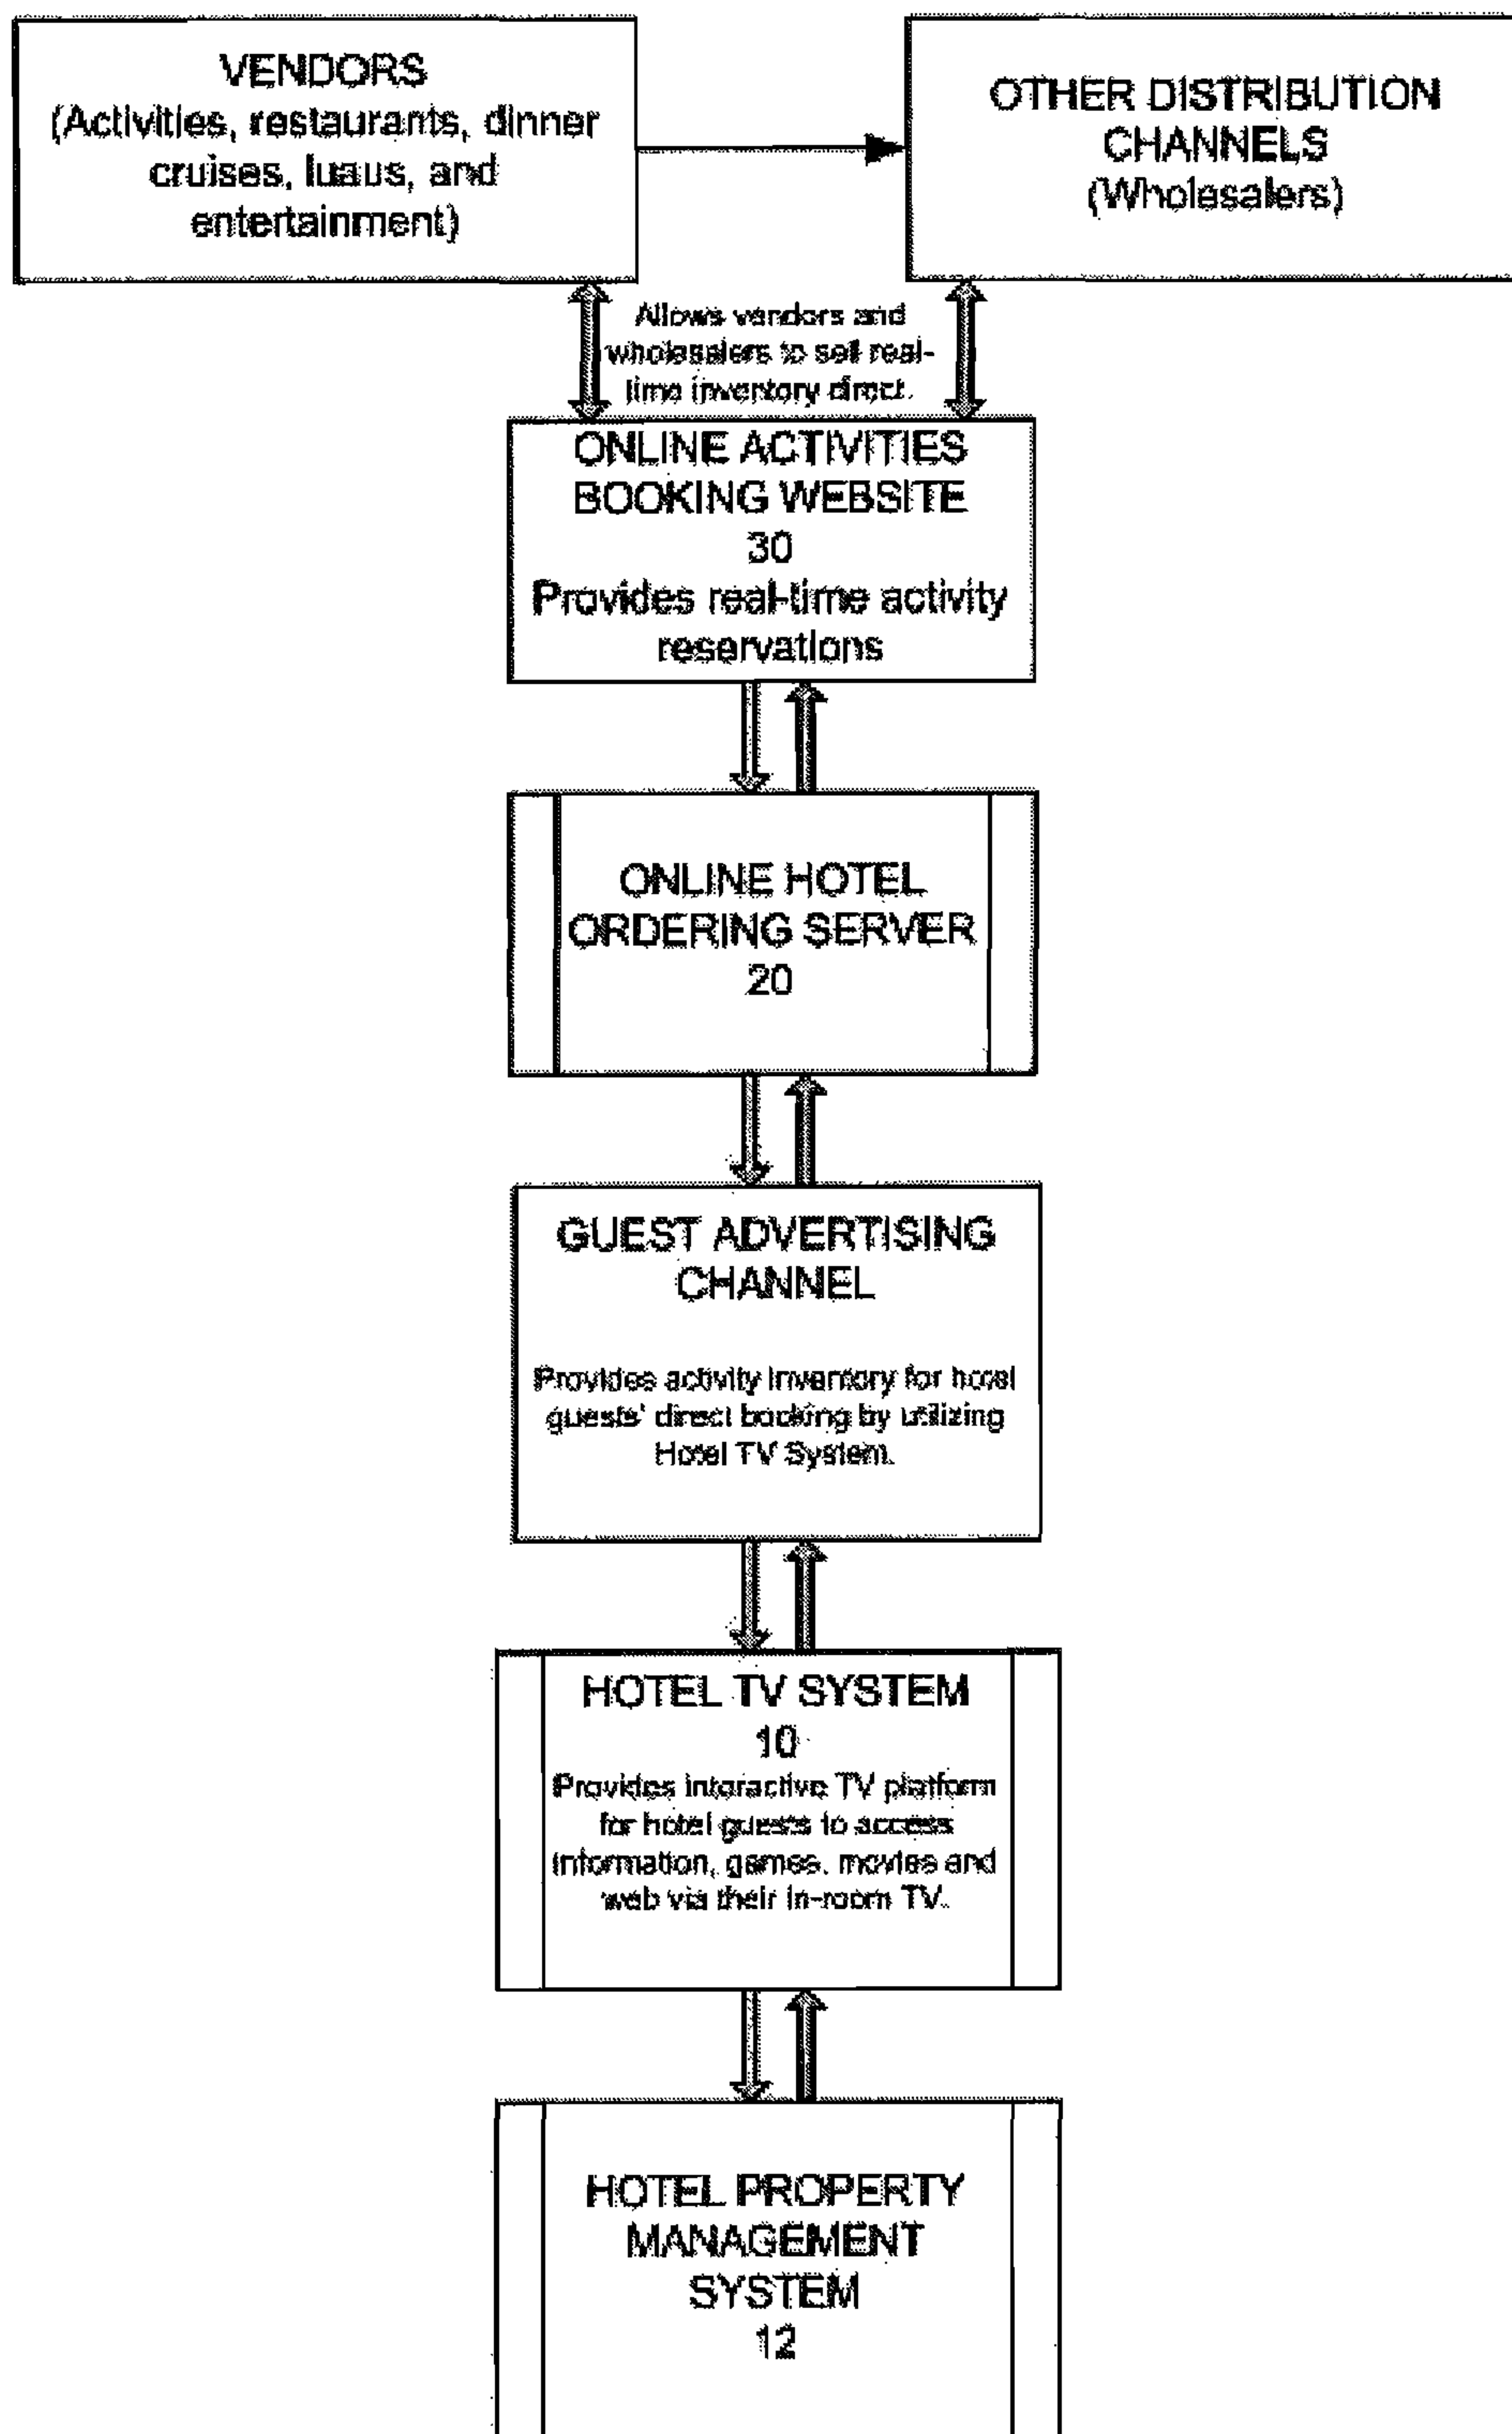 VENDORS
(Activities, restaurants, dinner
cruises, luaus, and
entertainment)
OTHER DISTRIBUTION
CHANNELS
(Wholesalers)
Allows vendors and
wholesalers to sell real-
time inventory direct.
ONLINE ACTIVITIES
BOOKING WEBSITE
30
Provides real-time activity
reservations
ONLINE HOTEL
ORDERING SERVER
20
GUEST ADVERTISING
CHANNEL
Provides activity inventory for hotel
guests' direct booking by utilizing
Hotel TV System.
HOTEL TV SYSTEM
10
Provides interactive TV platform
for hotel guests to access
information, games, movies and
web via their in-room TV.
HOTEL PROPERTY
MANAGEMENT
SYSTEM
12